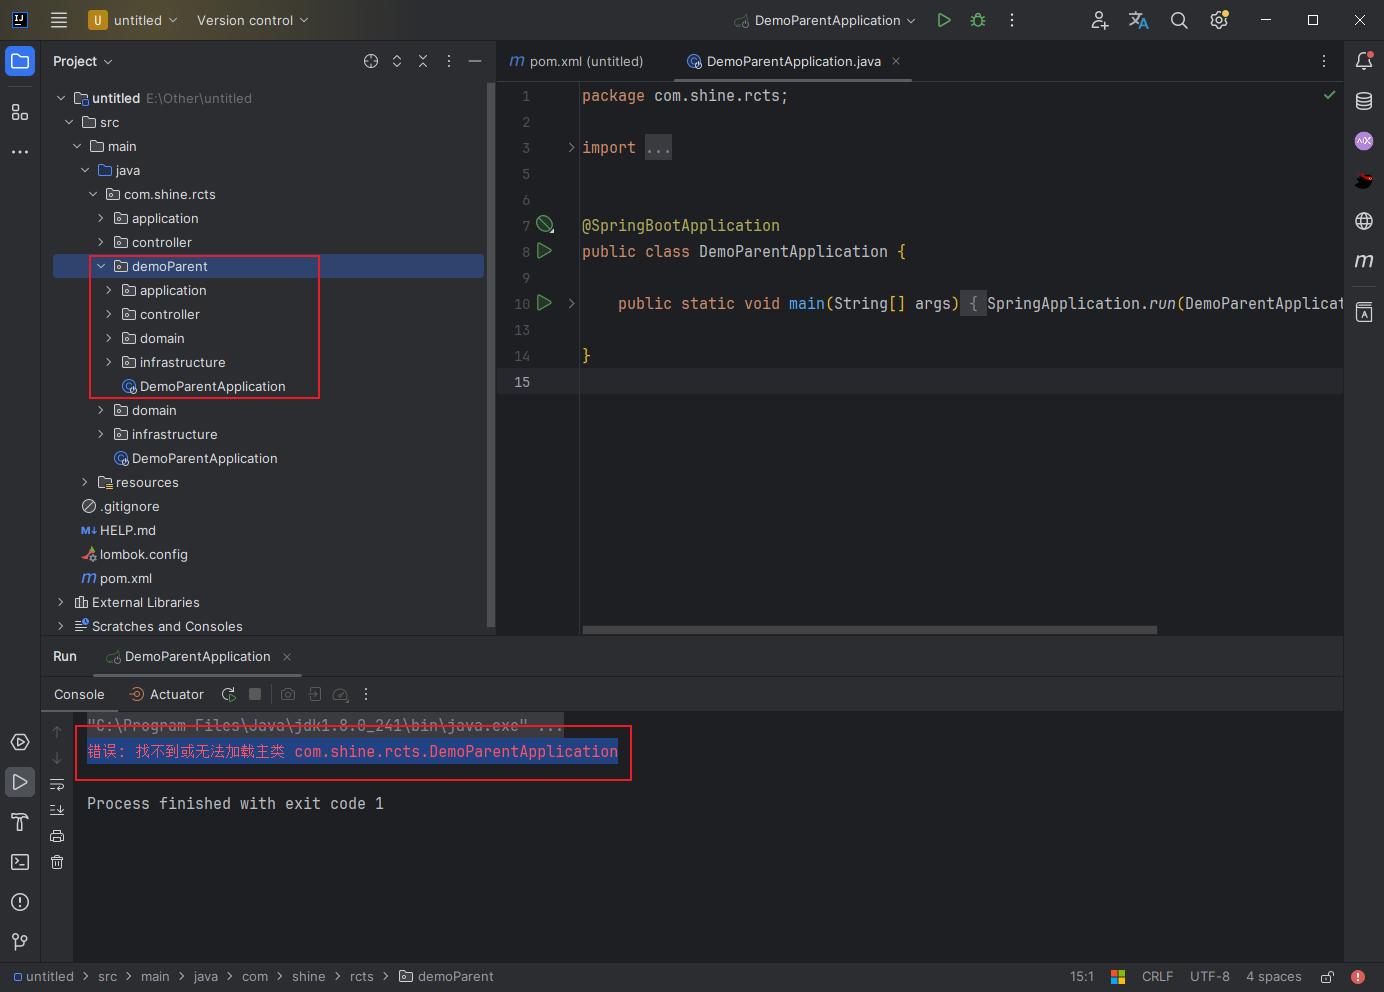 untitled Version control DemoParentApplication
Project
untitled E:\Other\untitled
src
main
java
com.shine.rcts
application
controller
demoParent
application
controller
domain
infrastructure
DemoParentApplication
domain
infrastructure
DemoParentApplication
resources
.gitignore
HELP.md
lombok.config
pom.xml
External Libraries
Scratches and Consoles
pom.xml (untitled) DemoParentApplication.java
1 package com.shine.rcts;
2
3 import ...
5
6
7 @SpringBootApplication
8 public class DemoParentApplication {
9
10 public static void main(String[] args) { SpringApplication.run(DemoParentApplicat
13
14 }
15
Run DemoParentApplication
Console Actuator
"C:\Program Files\Java\jdk1.8.0_241\bin\java.exe" ...
错误: 找不到或无法加载主类 com.shine.rcts.DemoParentApplication
Process finished with exit code 1
untitled > src > main > java > com > shine > rcts > demoParent 15:1 CRLF UTF-8 4 spaces